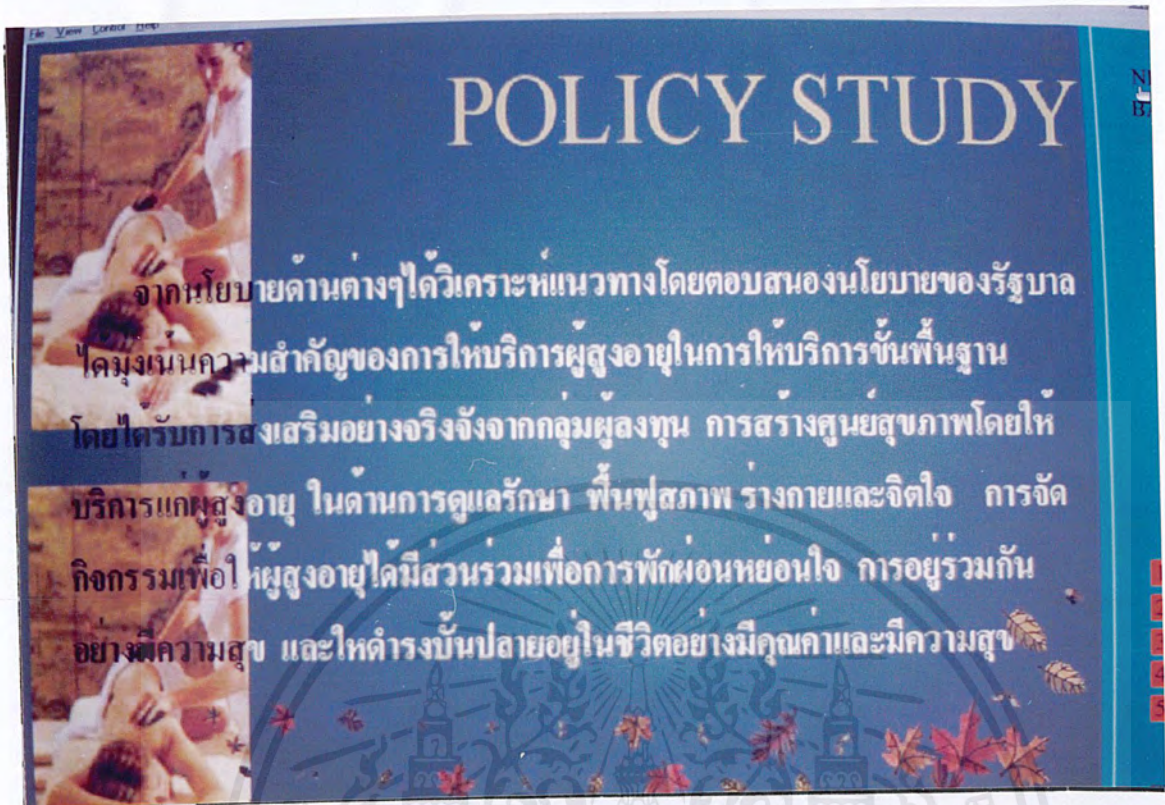 File View Control Help
POLICY STUDY
จากนโยบายด้านต่างๆได้วิเคราะห์แนวทางโดยตอบสนองนโยบายของรัฐบาล
ได้มุ่งเน้นความสำคัญของการให้บริการผู้สูงอายุในการให้บริการขั้นพื้นฐาน
โดยได้รับการส่งเสริมอย่างจริงจังจากกลุ่มผู้ลงทุน การสร้างศูนย์สุขภาพโดยให้
บริการแก่ผู้สูงอายุ ในด้านการดูแลรักษา ฟื้นฟูสภาพ ร่างกายและจิตใจ การจัด
กิจกรรมเพื่อให้ผู้สูงอายุได้มีส่วนร่วมเพื่อการพักผ่อนหย่อนใจ การอยู่ร่วมกัน
อย่างมีความสุข และให้ดำรงบั้นปลายอยู่ในชีวิตอย่างมีคุณค่าและมีความสุข
1
2
3
4
5